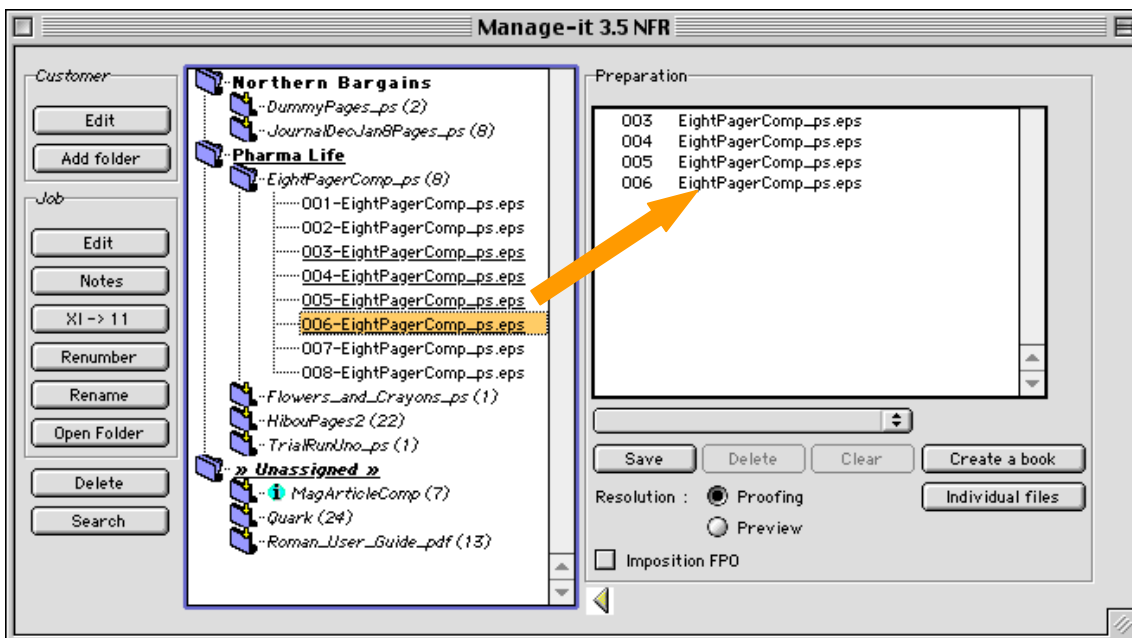 Manage-it 3.5 NFR
Customer
Edit
Add folder
Job
Edit
Notes
XI -> 11
Renumber
Rename
Open Folder
Delete
Search
Northern Bargains
DummyPages_ps (2)
JournalDecJan8Pages_ps (8)
Pharma Life
EightPagerComp_ps (8)
001-EightPagerComp_ps.eps
002-EightPagerComp_ps.eps
003-EightPagerComp_ps.eps
004-EightPagerComp_ps.eps
005-EightPagerComp_ps.eps
006-EightPagerComp_ps.eps
007-EightPagerComp_ps.eps
008-EightPagerComp_ps.eps
Flowers_and_Crayons_ps (1)
HibouPages2 (22)
TrialRunUno_ps (1)
» Unassigned »
MagArticleComp (7)
Quark (24)
Roman_User_Guide_pdf (13)
Preparation
003 EightPagerComp_ps.eps
004 EightPagerComp_ps.eps
005 EightPagerComp_ps.eps
006 EightPagerComp_ps.eps
Save Delete Clear Create a book
Resolution : Proofing Individual files
Preview
Imposition FPO